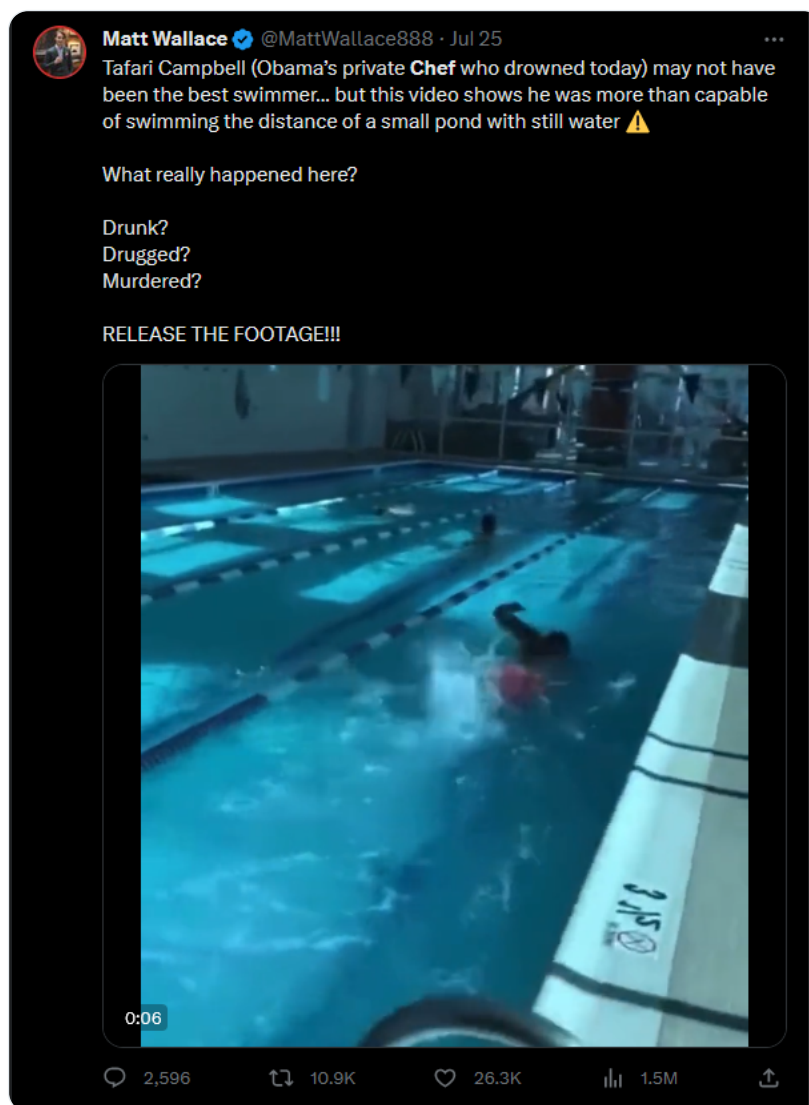 Matt Wallace @MattWallace888 · Jul 25
Tafari Campbell (Obama’s private Chef who drowned today) may not have
been the best swimmer... but this video shows he was more than capable
of swimming the distance of a small pond with still water ⚠️
What really happened here?
Drunk?
Drugged?
Murdered?
RELEASE THE FOOTAGE!!!
0:06
2,596 10.9K 26.3K 1.5M